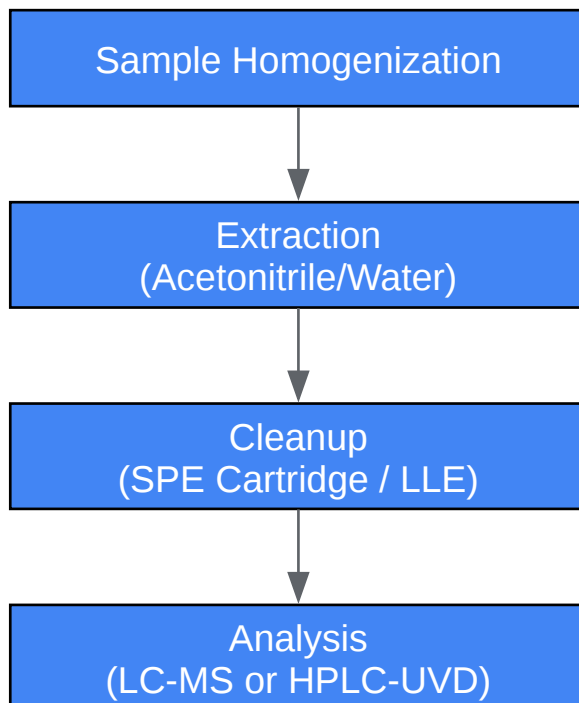 Sample Homogenization
Extraction
(Acetonitrile/Water)
Cleanup
(SPE Cartridge / LLE)
Analysis
(LC-MS or HPLC-UVD)